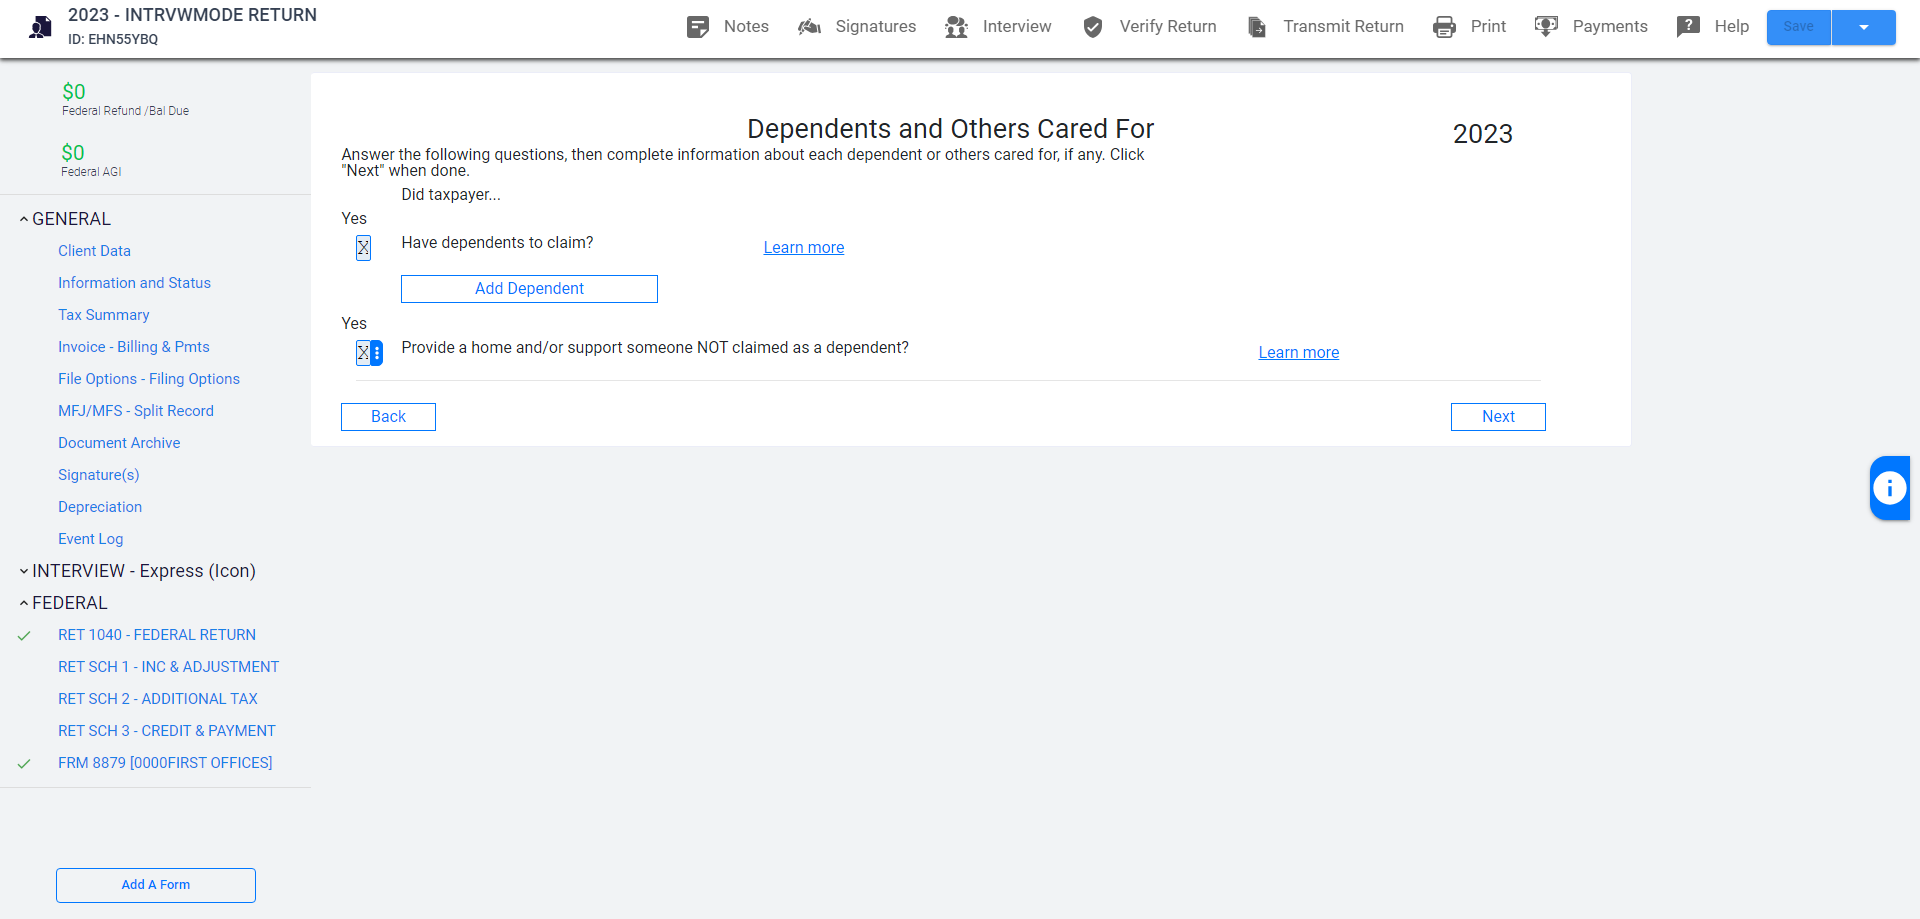 2023 - INTRVWMODE RETURN
ID: EHN55YBQ
Notes
Signatures
Interview
Verify Return
Transmit Return
Print
Payments
Help
Save
$0
Federal Refund /Bal Due
$0
Federal AGI
GENERAL
Client Data
Information and Status
Tax Summary
Invoice - Billing & Pmts
File Options - Filing Options
MFJ/MFS - Split Record
Document Archive
Signature(s)
Depreciation
Event Log
INTERVIEW - Express (Icon)
FEDERAL
RET 1040 - FEDERAL RETURN
RET SCH 1 - INC & ADJUSTMENT
RET SCH 2 - ADDITIONAL TAX
RET SCH 3 - CREDIT & PAYMENT
FRM 8879 [0000FIRST OFFICES]
Add A Form
Dependents and Others Cared For
2023
Answer the following questions, then complete information about each dependent or others cared for, if any. Click
"Next" when done.
Did taxpayer...
Yes
X Have dependents to claim? Learn more
Add Dependent
Yes
X Provide a home and/or support someone NOT claimed as a dependent? Learn more
Back
Next